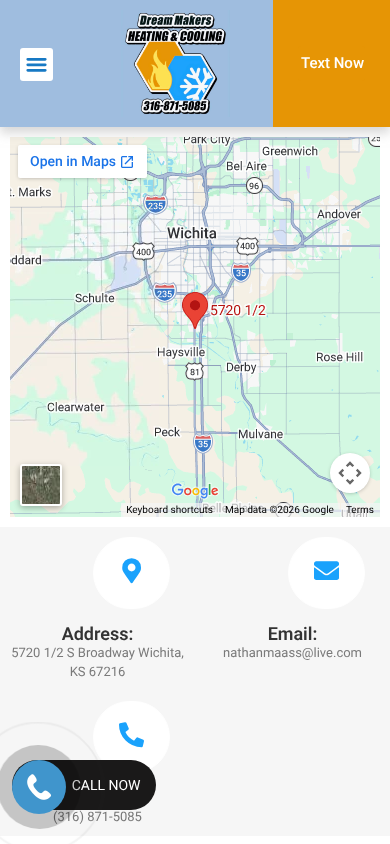 Dream Makers
HEATING & COOLING
316-871-5085
Text Now
Open in Maps
Park City
Greenwich
Bel Air
96
t. Marks
235
Andover
Wichita
400
400
ddard
35
235
Schulte
5720 1/2
Haysville
Rose Hill
81
Derby
Clearwater
Peck
Mulvane
35
Google
Keyboard shortcuts
Map data ©2026 Google
Terms
Address:
5720 1/2 S Broadway Wichita,
KS 67216
Email:
nathanmaass@live.com
CALL NOW
(316) 871-5085